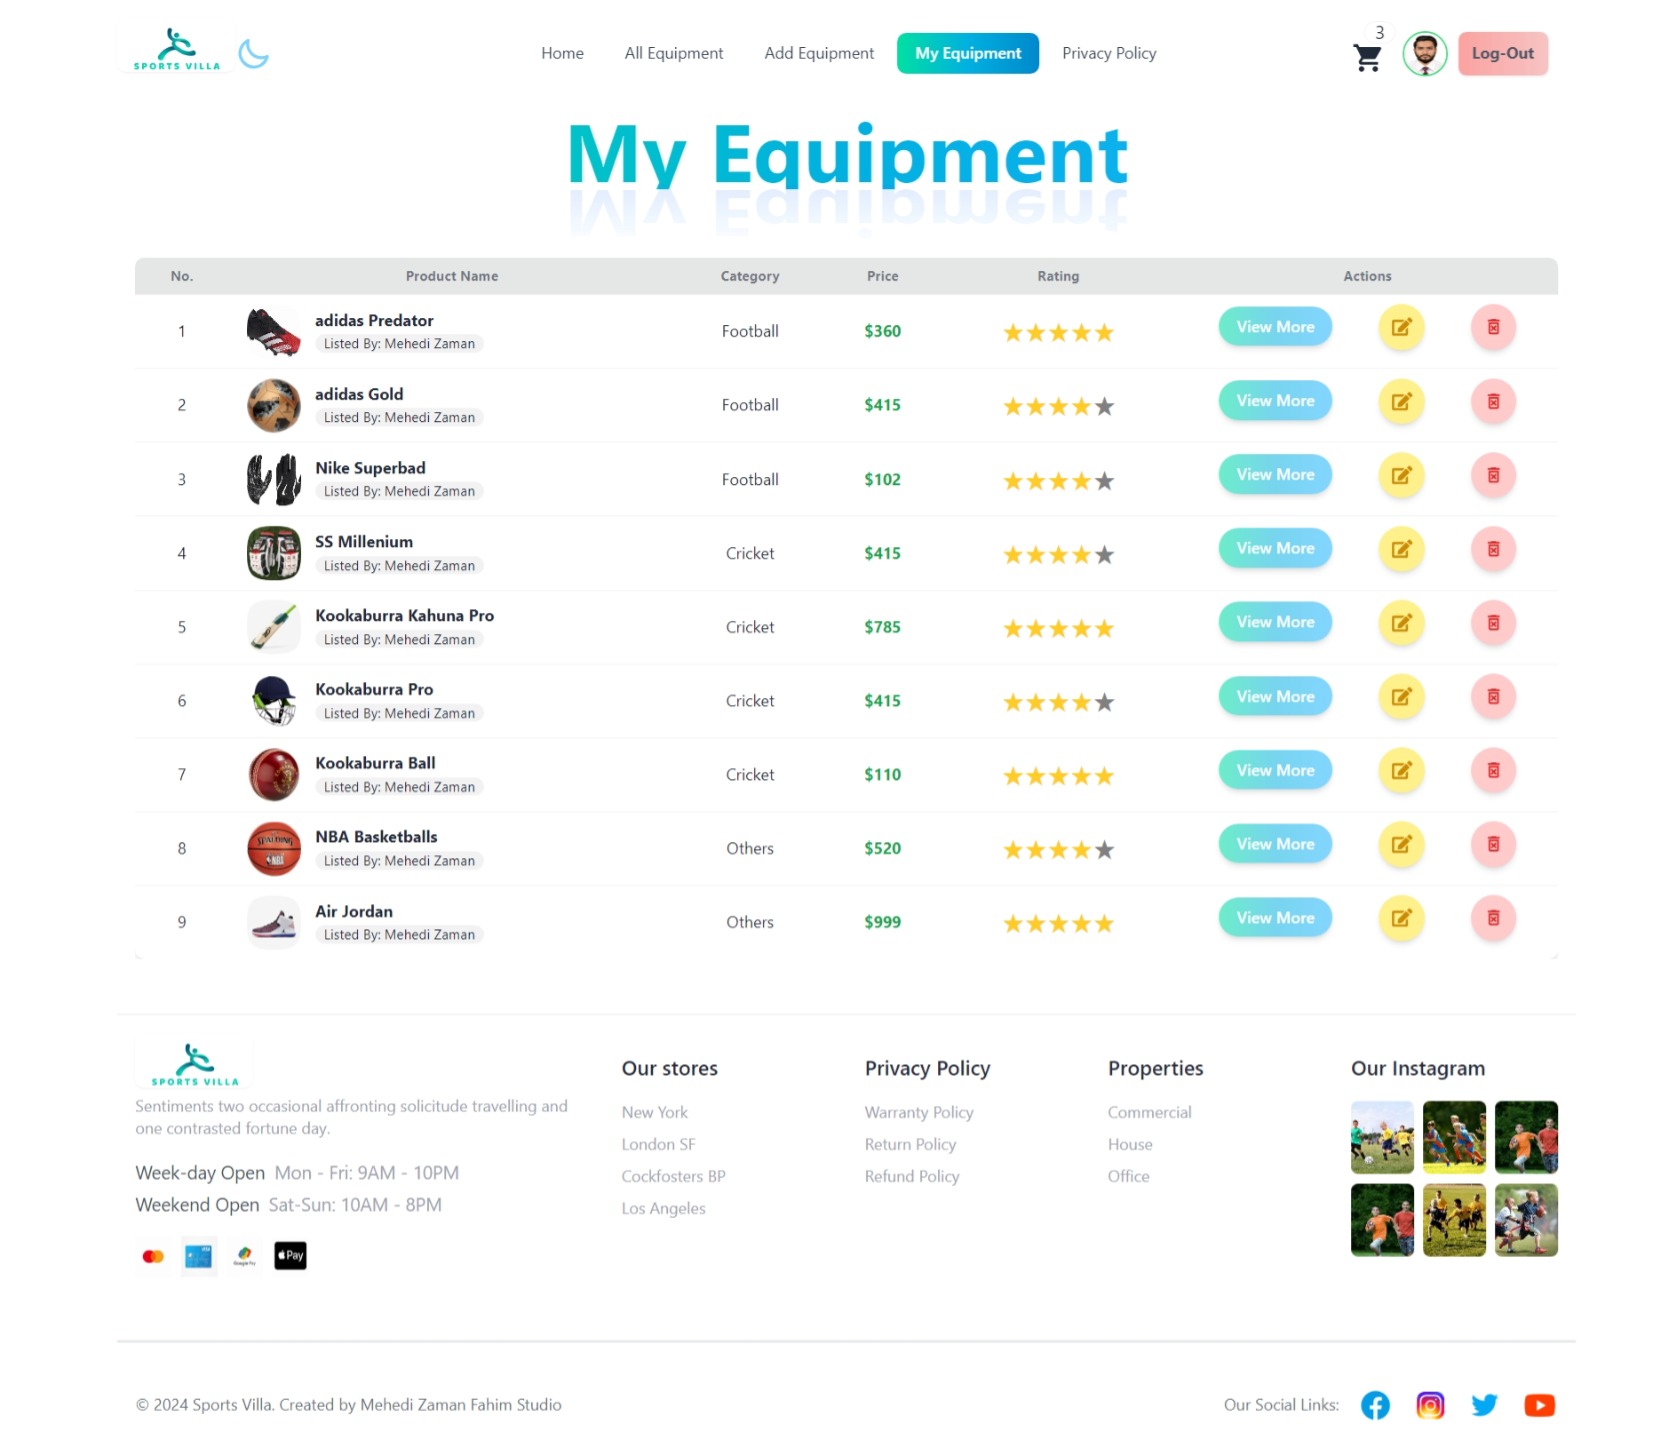 SPORTS VILLA
Home
All Equipment
Add Equipment
My Equipment
Privacy Policy
3
Log-Out
My Equipment
No. Product Name Category Price Rating Actions
1 adidas Predator Football $360 View More
Listed By: Mehedi Zaman
2 adidas Gold Football $415 View More
Listed By: Mehedi Zaman
3 Nike Superbad Football $102 View More
Listed By: Mehedi Zaman
4 SS Millenium Cricket $415 View More
Listed By: Mehedi Zaman
5 Kookaburra Kahuna Pro Cricket $785 View More
Listed By: Mehedi Zaman
6 Kookaburra Pro Cricket $415 View More
Listed By: Mehedi Zaman
7 Kookaburra Ball Cricket $110 View More
Listed By: Mehedi Zaman
SPALDING
NBA
8 NBA Basketballs Others $520 View More
Listed By: Mehedi Zaman
9 Air Jordan Others $999 View More
Listed By: Mehedi Zaman
SPORTS VILLA
Sentiments two occasional affronting solicitude travelling and
one contrasted fortune day.
Week-day Open Mon - Fri: 9AM - 10PM
Weekend Open Sat-Sun: 10AM - 8PM
VISA
Google Pay
Pay
Our stores
New York
London SF
Cockfosters BP
Los Angeles
Privacy Policy
Warranty Policy
Return Policy
Refund Policy
Properties
Commercial
House
Office
Our Instagram
© 2024 Sports Villa. Created by Mehedi Zaman Fahim Studio
Our Social Links: